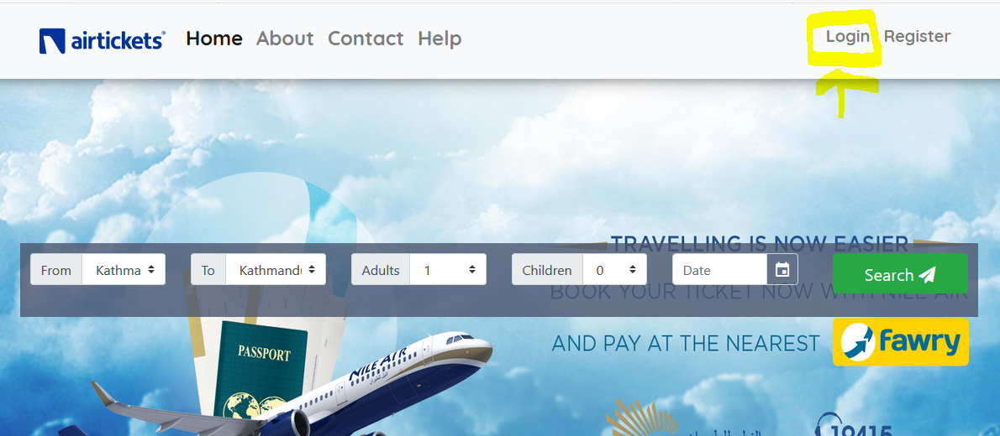 airtickets® Home About Contact Help Login Register
TRAVELLING IS NOW EASIER
From Kathma To Kathmandu Adults 1 Children 0 Date Search
BOOK YOUR TICKET NOW WITH NILE AIR
AND PAY AT THE NEAREST fawry
PASSPORT
NILE AIR
19415